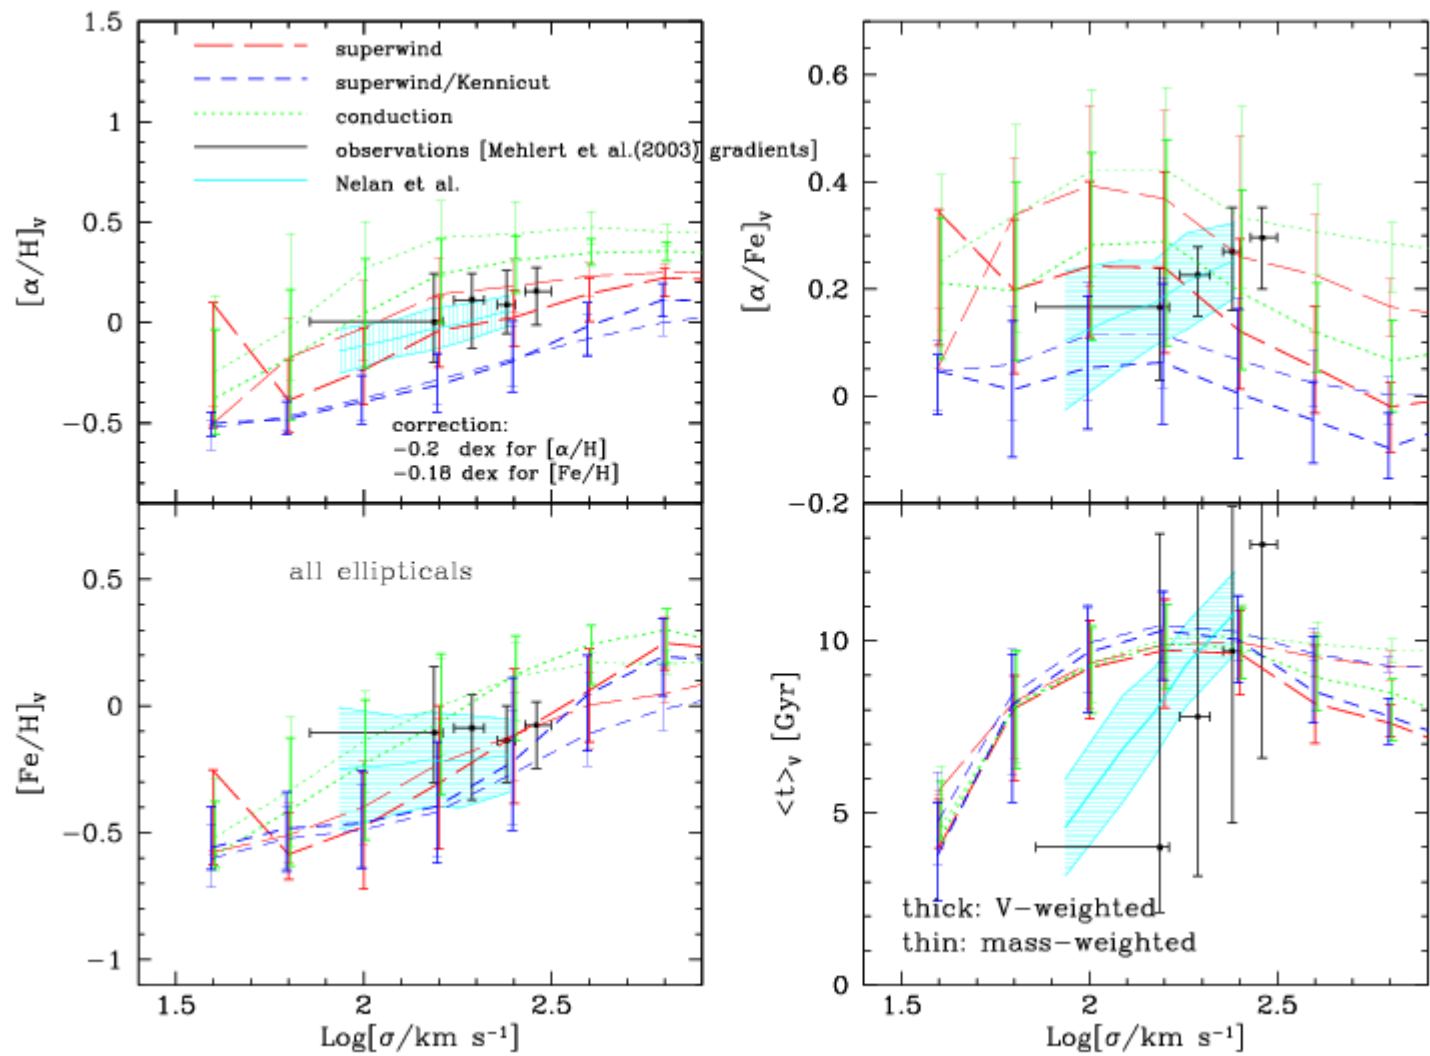 1.5
superwind
superwind/Kennicut
conduction
observations [Mehlert et al.(2003) gradients]
Nelan et al.
1
0.5
0
−0.5
[α/H]v
correction:
−0.2 dex for [α/H]
−0.18 dex for [Fe/H]
0.6
0.4
0.2
0
−0.2
[α/Fe]v
all ellipticals
0.5
0
−0.5
−1
[Fe/H]v
1.5 2 2.5
Log[σ/km s⁻¹]
10
5
0
<t>v [Gyr]
thick: V−weighted
thin: mass−weighted
1.5 2 2.5
Log[σ/km s⁻¹]